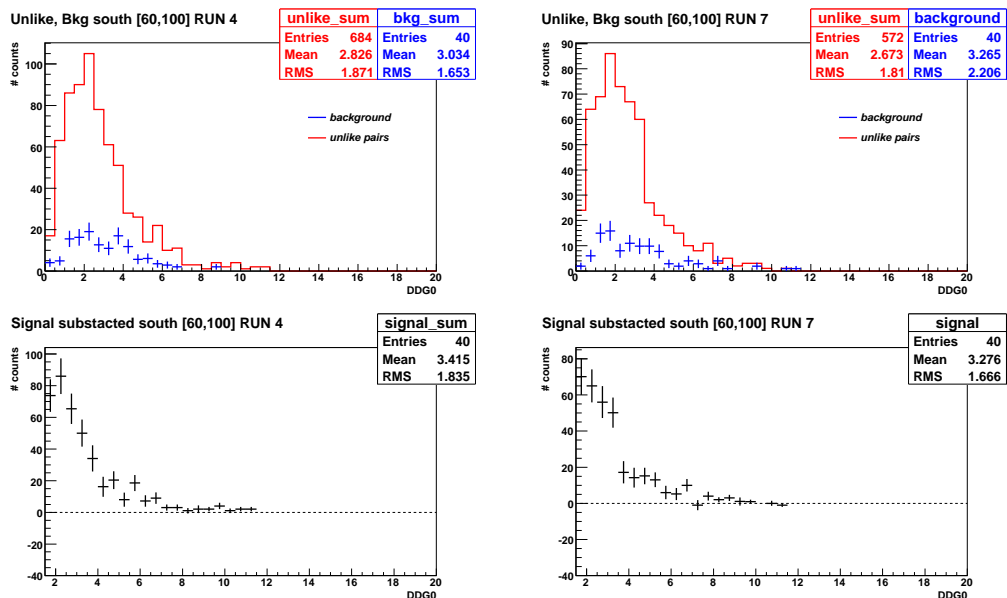 Unlike, Bkg south [60,100] RUN 4
unlike_sum bkg_sum
Entries 684 Entries 40
Mean 2.826 Mean 3.034
RMS 1.871 RMS 1.653
# counts
100
80
60
40
20
0
background
unlike pairs
0 2 4 6 8 10 12 14 16 18 20
DDG0
Unlike, Bkg south [60,100] RUN 7
unlike_sum background
Entries 572 Entries 40
Mean 2.673 Mean 3.265
RMS 1.81 RMS 2.206
# counts
90
80
70
60
50
40
30
20
10
0
background
unlike pairs
0 2 4 6 8 10 12 14 16 18 20
DDG0
Signal substacted south [60,100] RUN 4
signal_sum
Entries 40
Mean 3.415
RMS 1.835
# counts
100
80
60
40
20
0
-20
-40
2 4 6 8 10 12 14 16 18 20
DDG0
Signal substacted south [60,100] RUN 7
signal
Entries 40
Mean 3.276
RMS 1.666
# counts
80
60
40
20
0
-20
-40
2 4 6 8 10 12 14 16 18 20
DDG0